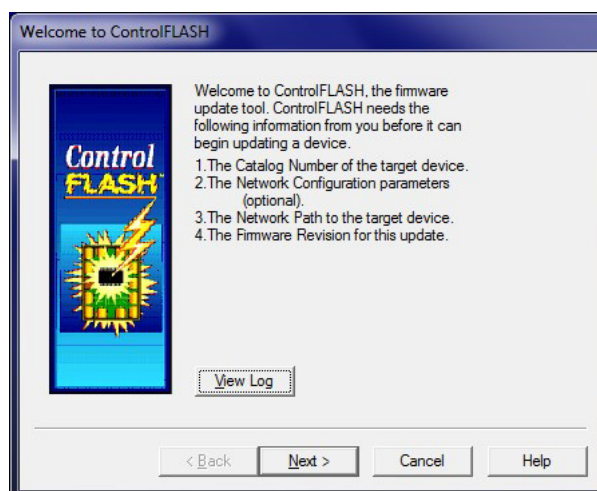 Welcome to ControlFLASH
Control
FLASH
Welcome to ControlFLASH, the firmware
update tool. ControlFLASH needs the
following information from you before it can
begin updating a device.
1.The Catalog Number of the target device.
2.The Network Configuration parameters
(optional).
3.The Network Path to the target device.
4.The Firmware Revision for this update.
View Log
< Back
Next >
Cancel
Help